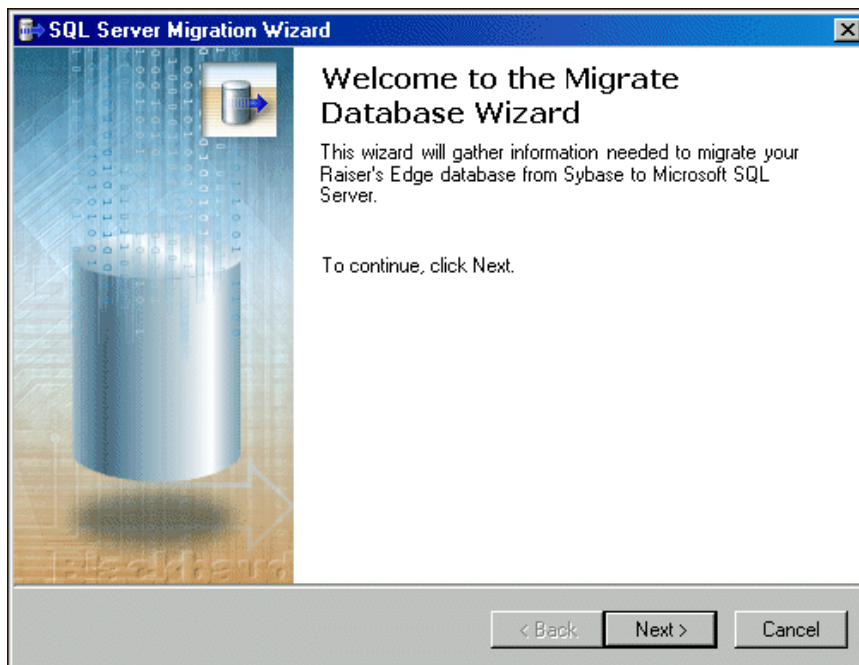 SQL Server Migration Wizard
Welcome to the Migrate
Database Wizard
This wizard will gather information needed to migrate your
Raiser's Edge database from Sybase to Microsoft SQL
Server.
To continue, click Next.
Blackbaud
< Back
Next >
Cancel